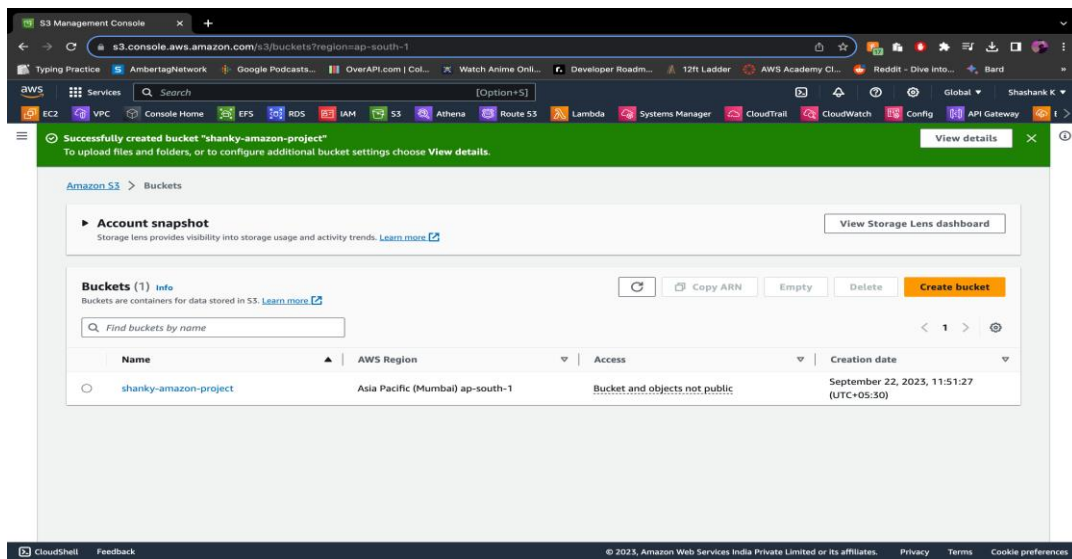 S3 Management Console
s3.console.aws.amazon.com/s3/buckets?region=ap-south-1
Typing Practice AmbertagNetwork Google Podcasts... OverAPI.com | Col... Watch Anime Onli... Developer Roadm... 12ft Ladder AWS Academy Cl... Reddit - Dive into... Bard »
aws Services Search [Option+S] Global Shashank K
EC2 VPC Console Home EFS RDS IAM S3 Athena Route 53 Lambda Systems Manager CloudTrail CloudWatch Config API Gateway
Successfully created bucket "shanky-amazon-project"
To upload files and folders, or to configure additional bucket settings choose View details.
View details
Amazon S3 > Buckets
Account snapshot
Storage lens provides visibility into storage usage and activity trends. Learn more
View Storage Lens dashboard
Buckets (1) Info
Buckets are containers for data stored in S3. Learn more
Copy ARN Empty Delete Create bucket
Find buckets by name
< 1 >
Name AWS Region Access Creation date
shanky-amazon-project Asia Pacific (Mumbai) ap-south-1 Bucket and objects not public September 22, 2023, 11:51:27
(UTC+05:30)
CloudShell Feedback © 2023, Amazon Web Services India Private Limited or its affiliates. Privacy Terms Cookie preferences